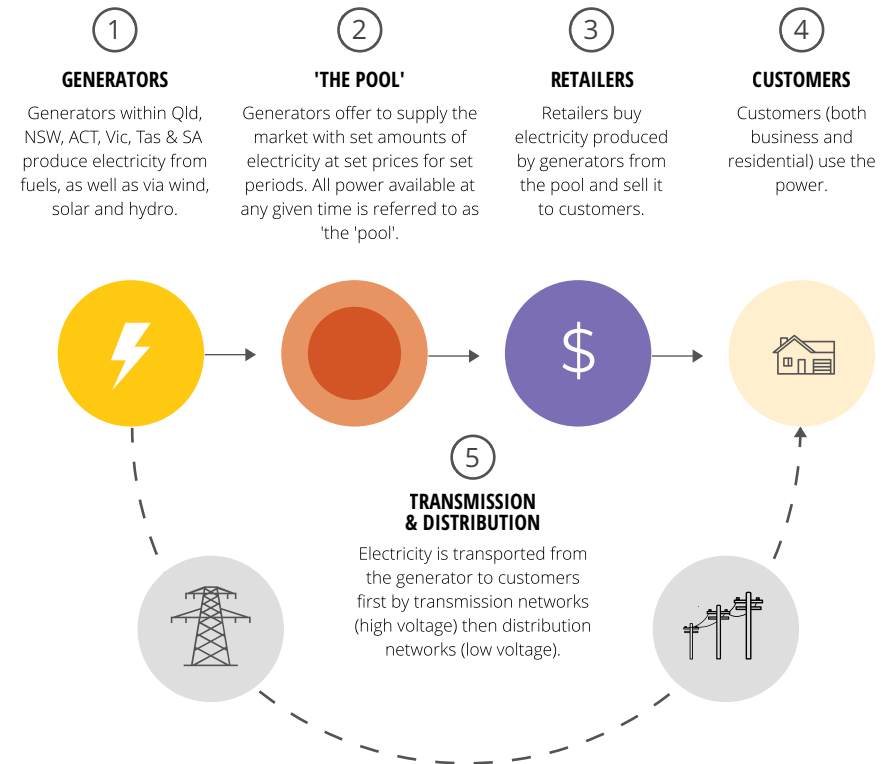 1
GENERATORS
Generators within Qld,
NSW, ACT, Vic, Tas & SA
produce electricity from
fuels, as well as via wind,
solar and hydro.
2
'THE POOL'
Generators offer to supply the
market with set amounts of
electricity at set prices for set
periods. All power available at
any given time is referred to as
'the 'pool'.
3
RETAILERS
Retailers buy
electricity produced
by generators from
the pool and sell it
to customers.
4
CUSTOMERS
Customers (both
business and
residential) use the
power.
$
5
TRANSMISSION
& DISTRIBUTION
Electricity is transported from
the generator to customers
first by transmission networks
(high voltage) then distribution
networks (low voltage).